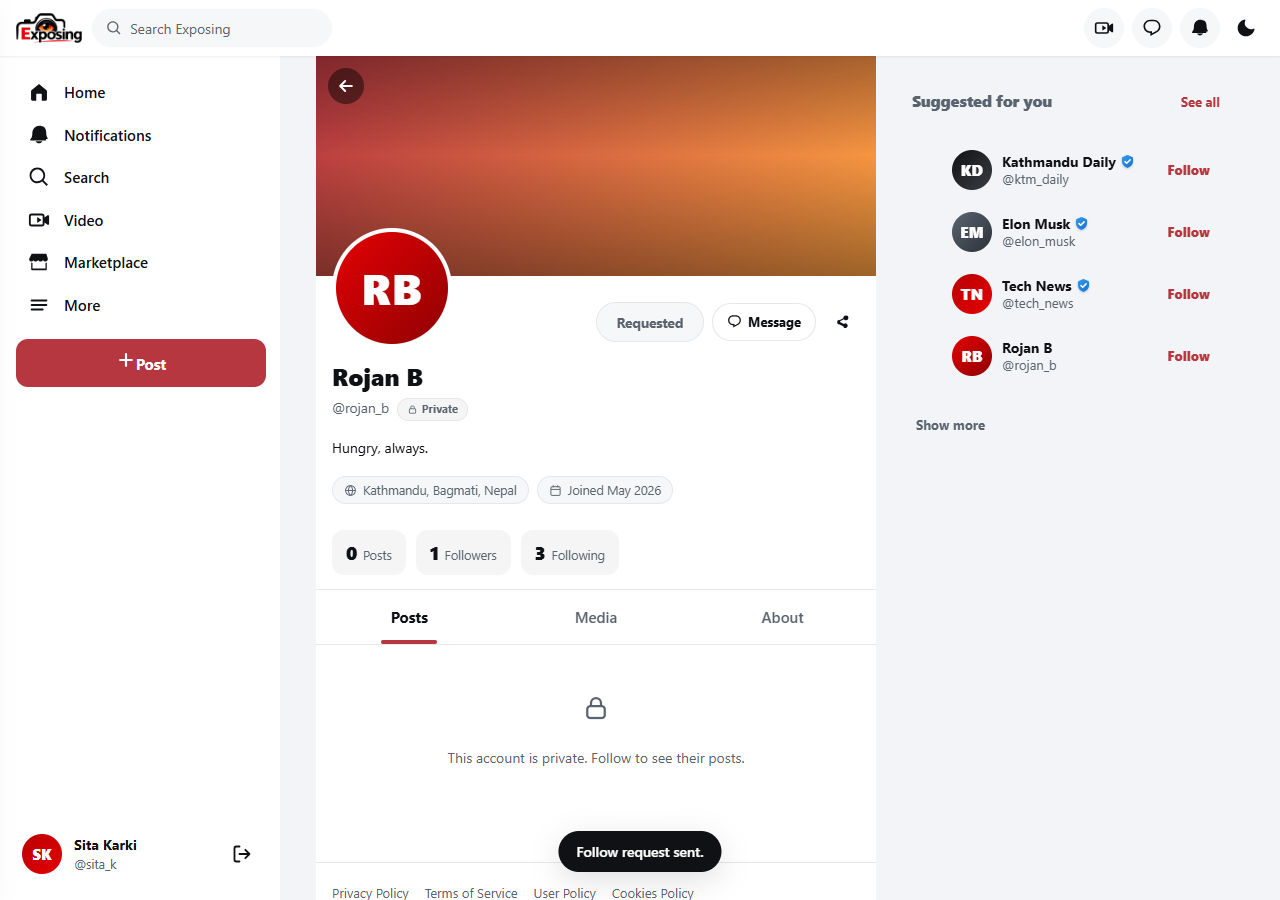 Exposing
Search Exposing
Home
Notifications
Search
Video
Marketplace
More
+ Post
SK
Sita Karki
@sita_k
RB
Requested
Message
Rojan B
@rojan_b
Private
Hungry, always.
Kathmandu, Bagmati, Nepal
Joined May 2026
0 Posts
1 Followers
3 Following
Posts
Media
About
This account is private. Follow to see their posts.
Follow request sent.
Privacy Policy
Terms of Service
User Policy
Cookies Policy
Suggested for you
See all
KD
Kathmandu Daily
@ktm_daily
Follow
EM
Elon Musk
@elon_musk
Follow
TN
Tech News
@tech_news
Follow
RB
Rojan B
@rojan_b
Follow
Show more